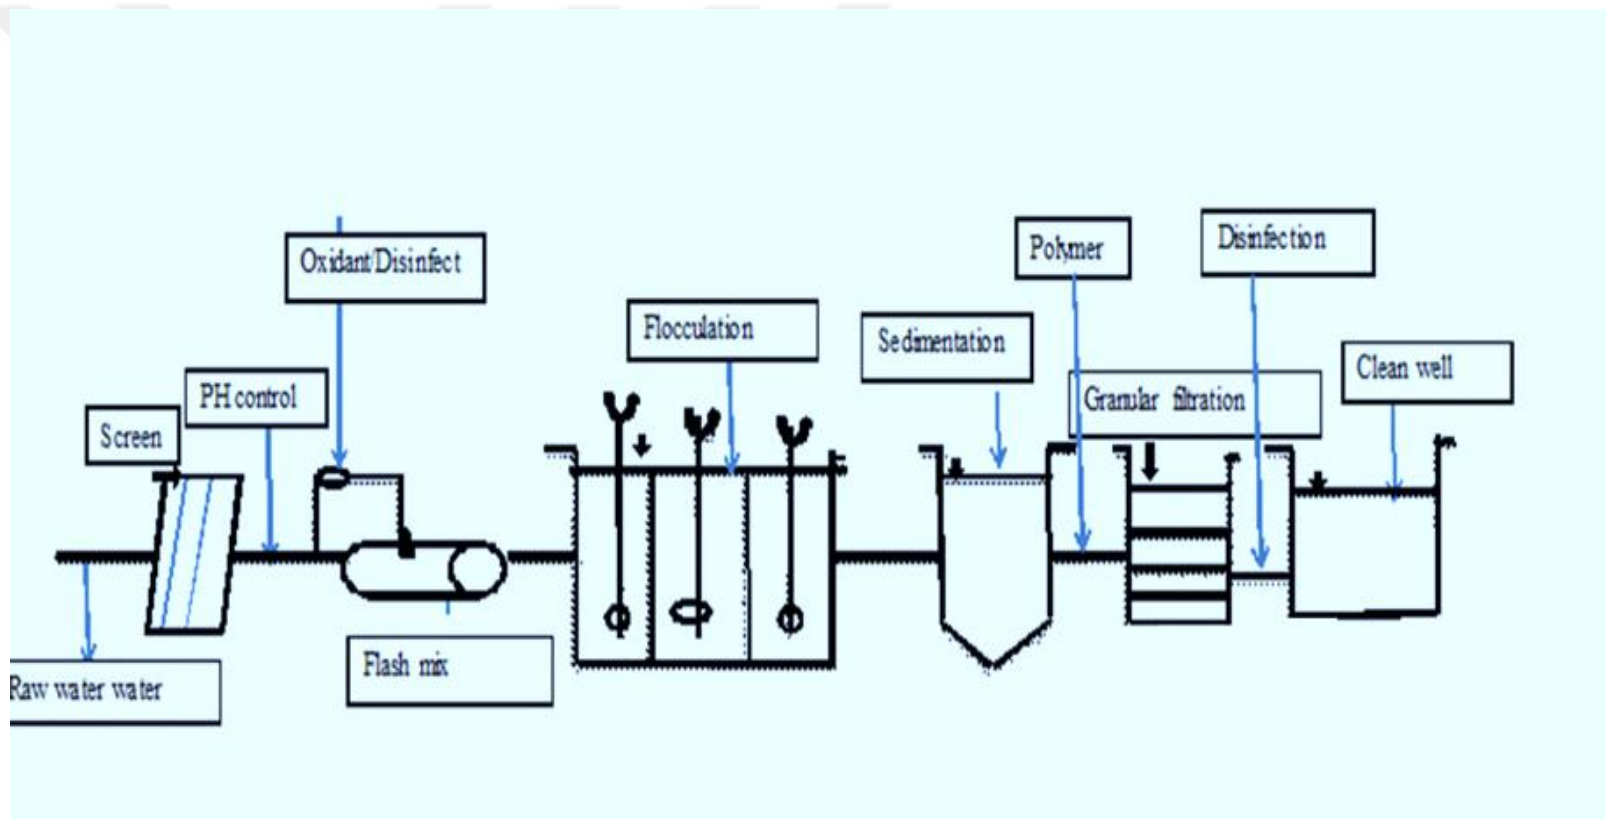 Oxidant/Disinfect
Polymer
Disinfection
Flocculation
Sedimentation
Clean well
PH control
Granular filtration
Screen
Flash mix
Raw water water